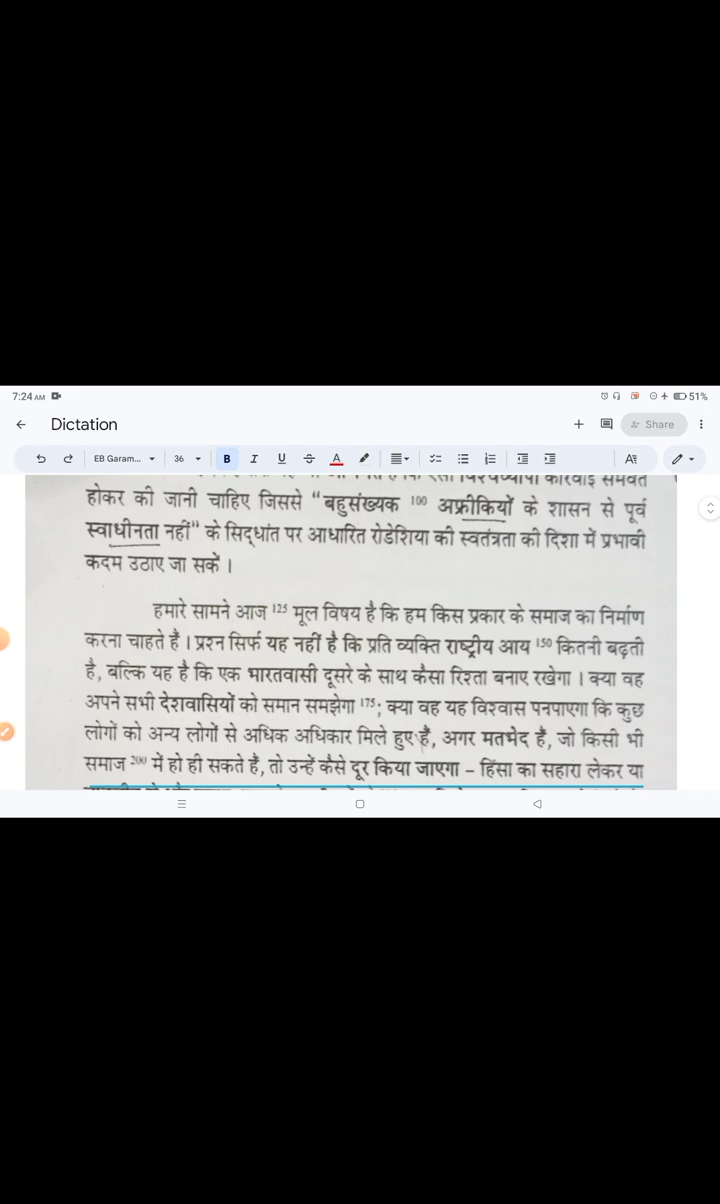 7:24 AM
51%
Dictation
Share
EB Garam...
36
B
I
U
S
A
कारवाई समवेत
होकर की जानी चाहिए जिससे “बहुसंख्यक 100 अफ्रीकियों के शासन से पूर्व
स्वाधीनता नहीं” के सिद्धांत पर आधारित रोडेशिया की स्वतंत्रता की दिशा में प्रभावी
कदम उठाए जा सकें ।
हमारे सामने आज 125 मूल विषय है कि हम किस प्रकार के समाज का निर्माण
करना चाहते हैं । प्रश्न सिर्फ यह नहीं है कि प्रति व्यक्ति राष्ट्रीय आय 150 कितनी बढ़ती
है, बल्कि यह है कि एक भारतवासी दूसरे के साथ कैसा रिश्ता बनाए रखेगा । क्या वह
अपने सभी देशवासियों को समान समझेगा 175; क्या वह यह विश्वास पनपाएगा कि कुछ
लोगों को अन्य लोगों से अधिक अधिकार मिले हुए हैं, अगर मतभेद हैं, जो किसी भी
समाज 200 में हो ही सकते हैं, तो उन्हें कैसे दूर किया जाएगा – हिंसा का सहारा लेकर या